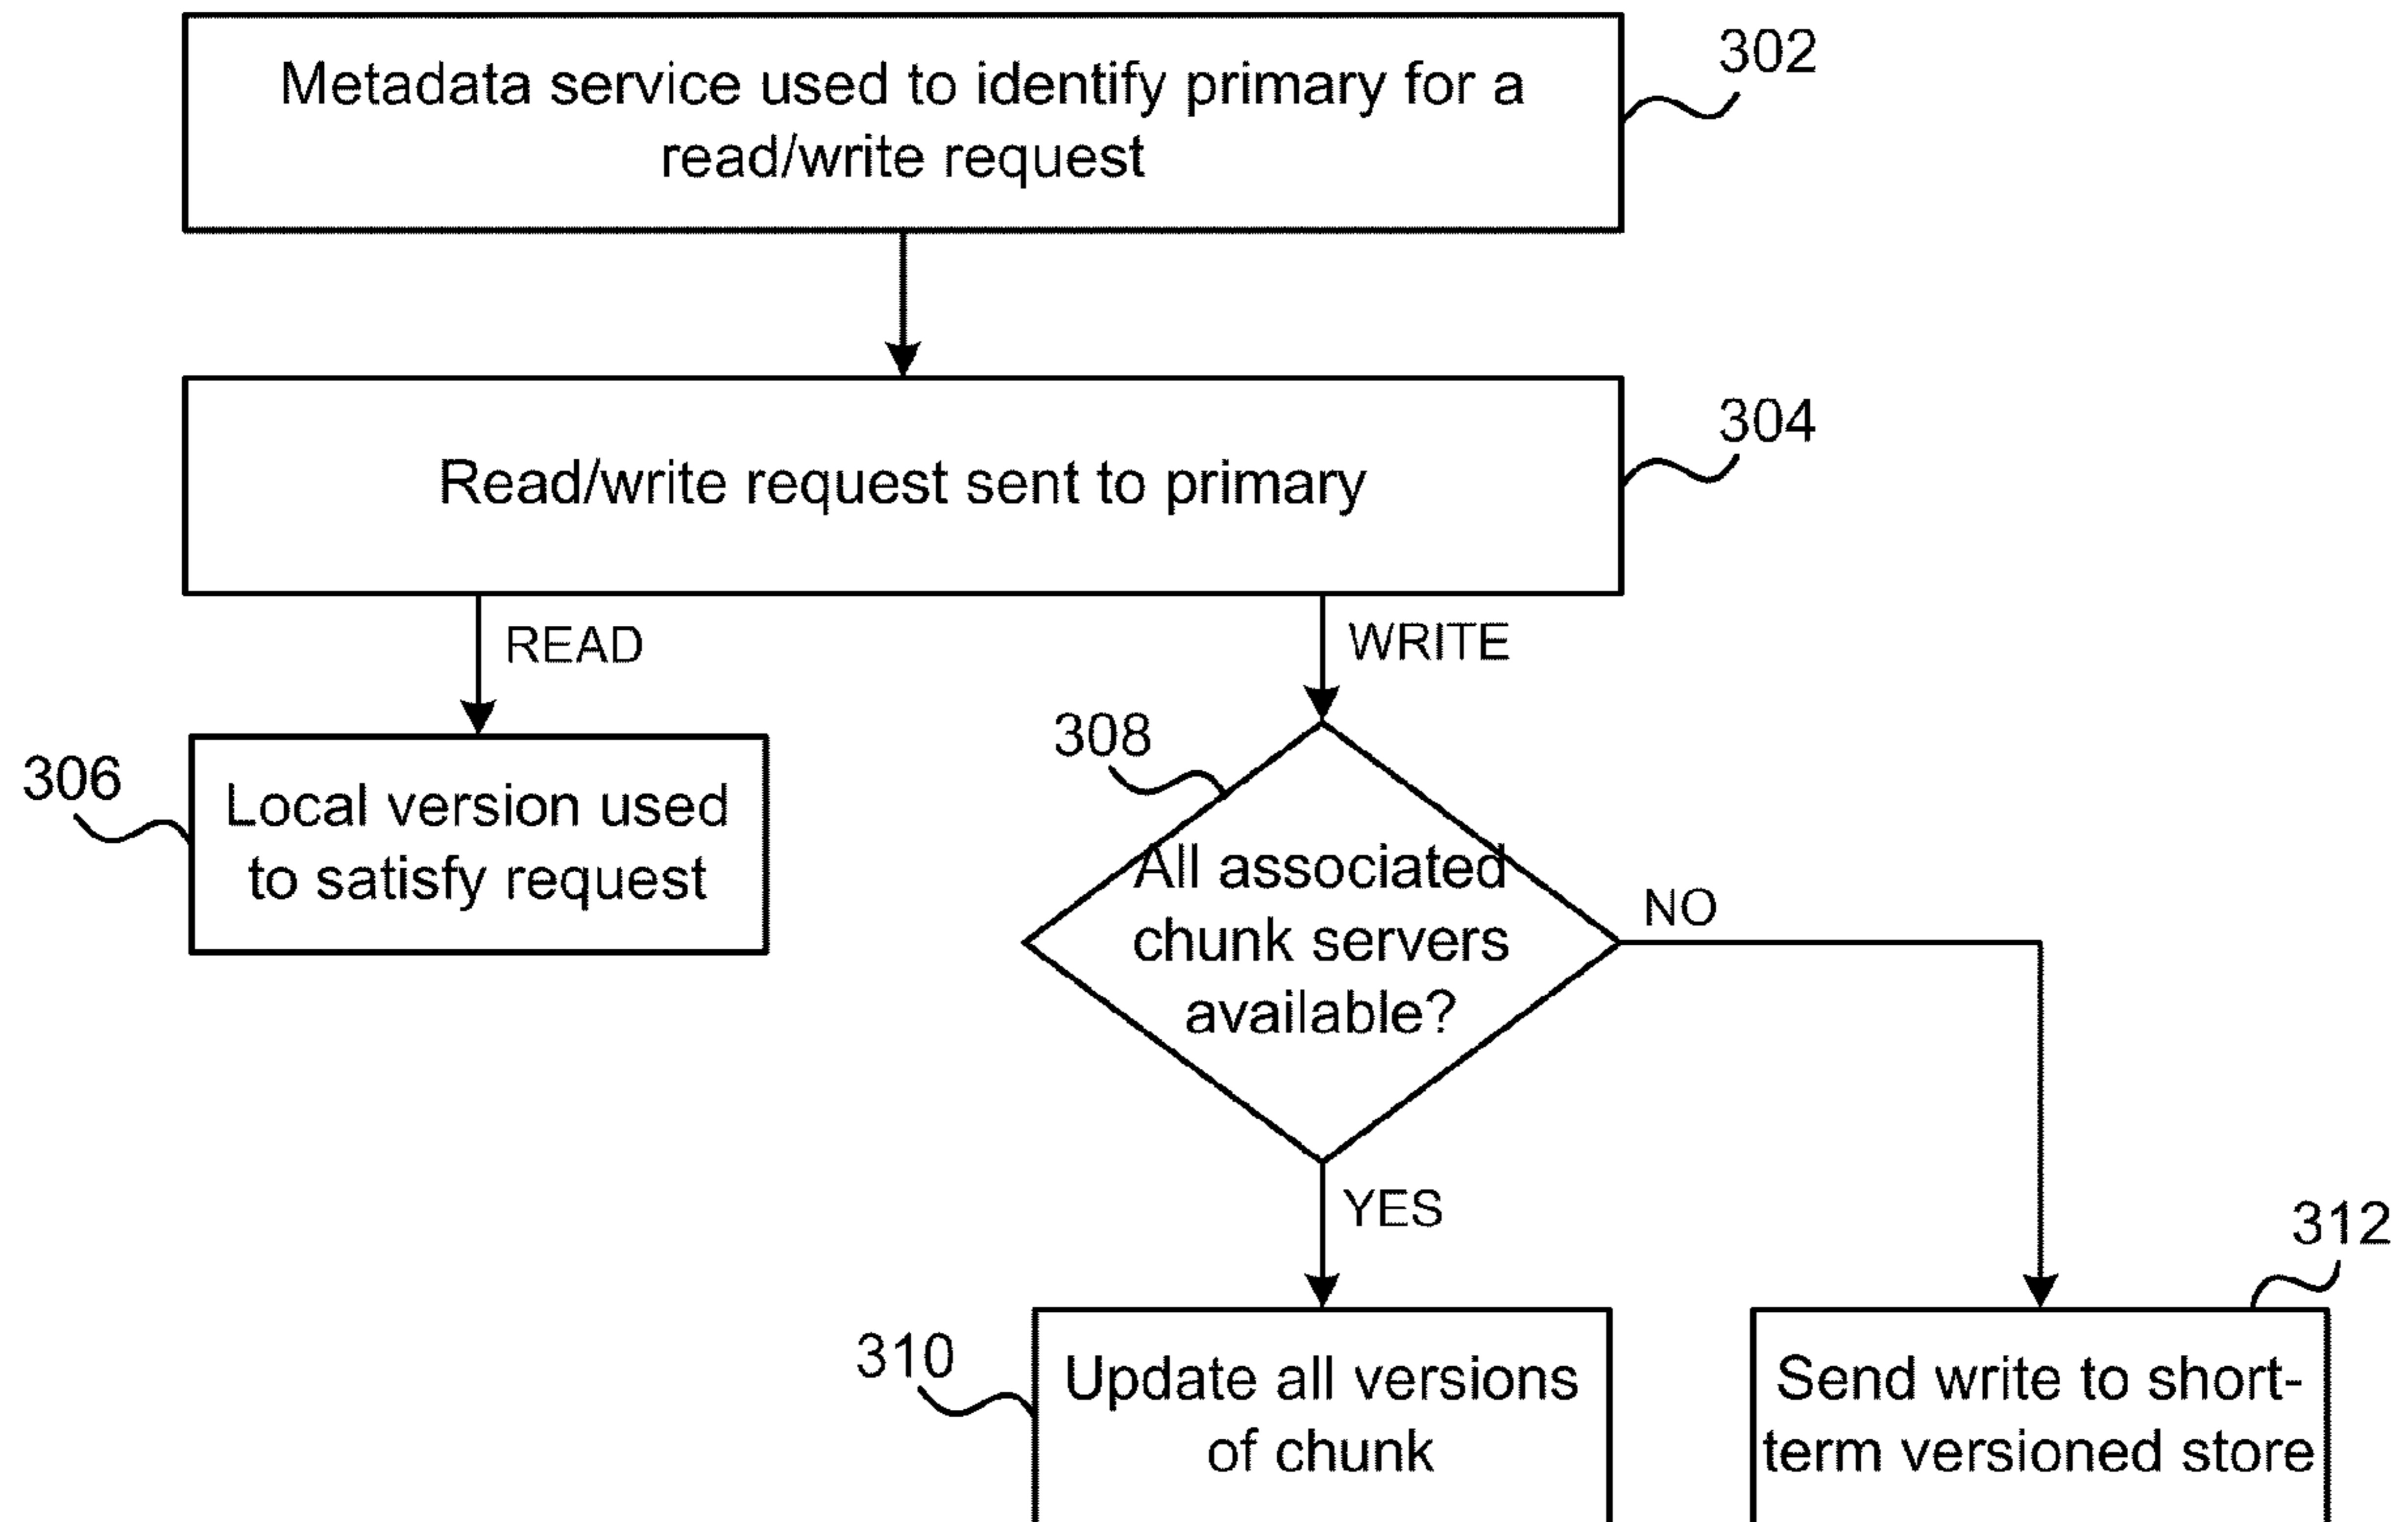 Metadata service used to identify primary for a
read/write request
302
Read/write request sent to primary
304
READ
WRITE
306
Local version used
to satisfy request
308
All associated
chunk servers
available?
NO
YES
310
Update all versions
of chunk
312
Send write to short-
term versioned store